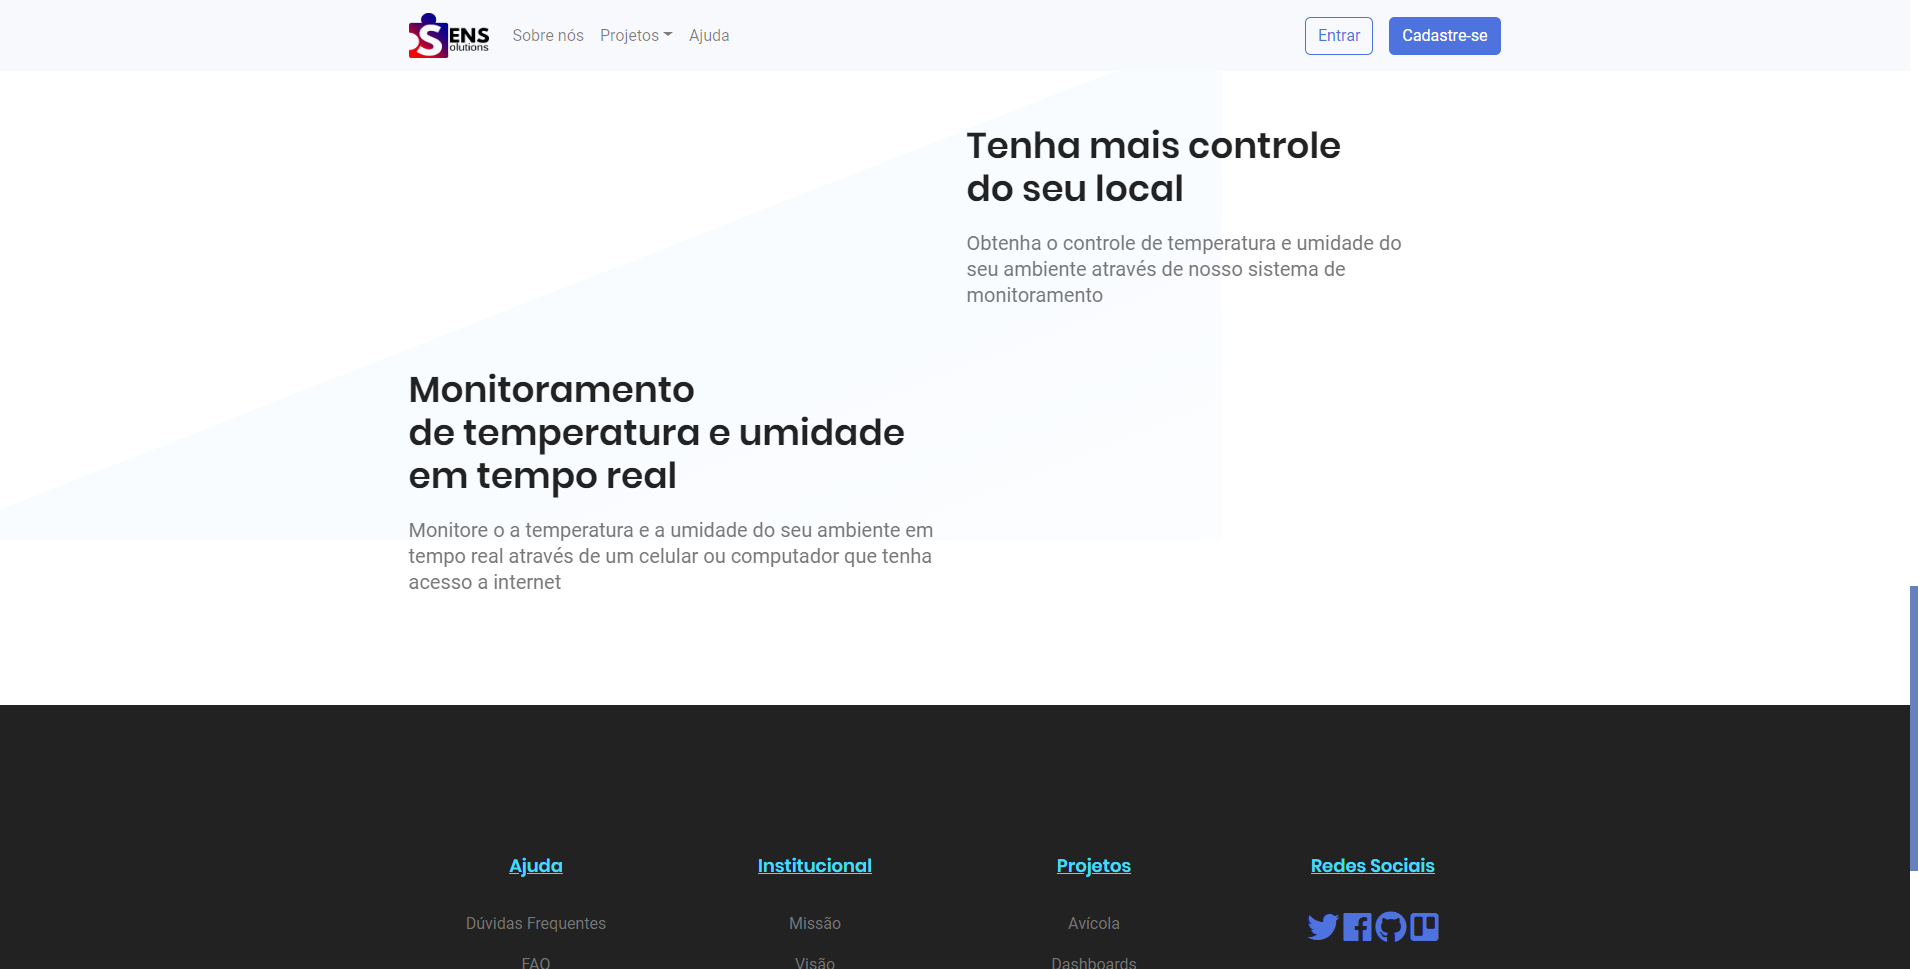 SENS
olutions
Sobre nós
Projetos
Ajuda
Entrar
Cadastre-se
Tenha mais controle
do seu local
Obtenha o controle de temperatura e umidade do
seu ambiente através de nosso sistema de
monitoramento
Monitoramento
de temperatura e umidade
em tempo real
Monitore o a temperatura e a umidade do seu ambiente em
tempo real através de um celular ou computador que tenha
acesso a internet
Ajuda
Institucional
Projetos
Redes Sociais
Dúvidas Frequentes
Missão
Avícola
FAQ
Visão
Dashboards